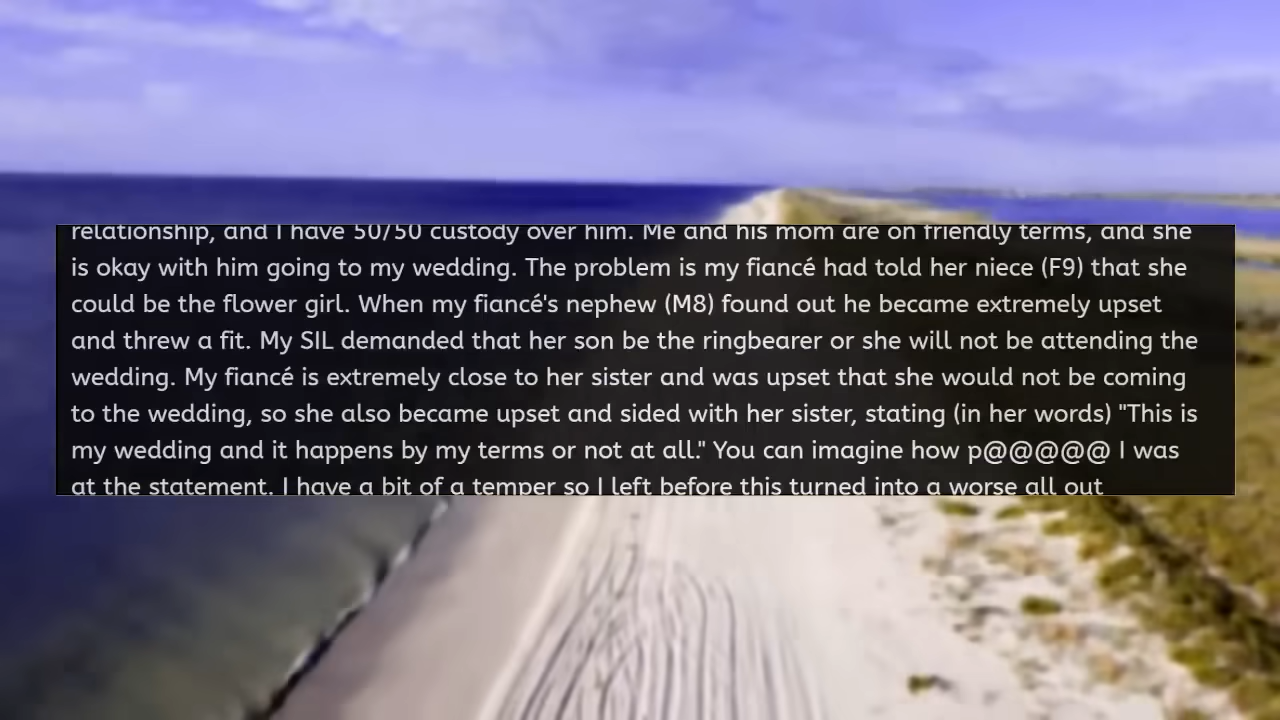 relationship, and I have 50/50 custody over him. Me and his mom are on friendly terms, and she
is okay with him going to my wedding. The problem is my fiancé had told her niece (F9) that she
could be the flower girl. When my fiancé's nephew (M8) found out he became extremely upset
and threw a fit. My SIL demanded that her son be the ringbearer or she will not be attending the
wedding. My fiancé is extremely close to her sister and was upset that she would not be coming
to the wedding, so she also became upset and sided with her sister, stating (in her words) "This is
my wedding and it happens by my terms or not at all." You can imagine how p@@@@@ I was
at the statement. I have a bit of a temper so I left before this turned into a worse all out